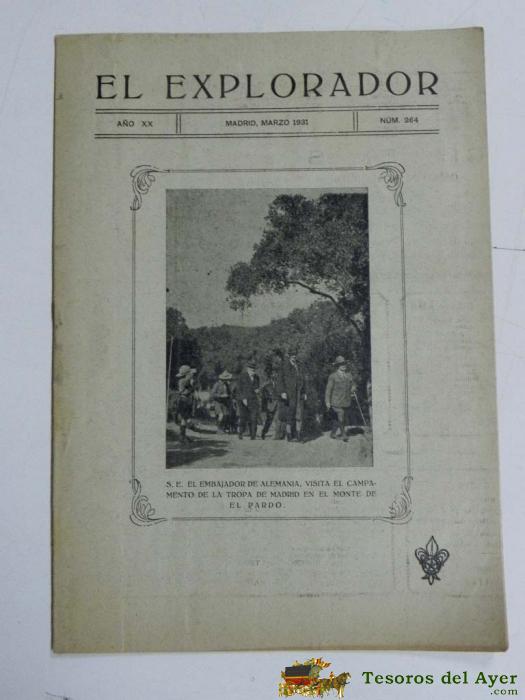 EL EXPLORADOR
AÑO XX
MADRID, MARZO 1931
NÚM. 264
S. E. EL EMBAJADOR DE ALEMANIA, VISITA EL CAMPA-
MENTO DE LA TROPA DE MADRID EN EL MONTE DE
EL PARDO.
Tesoros del Ayer
.com